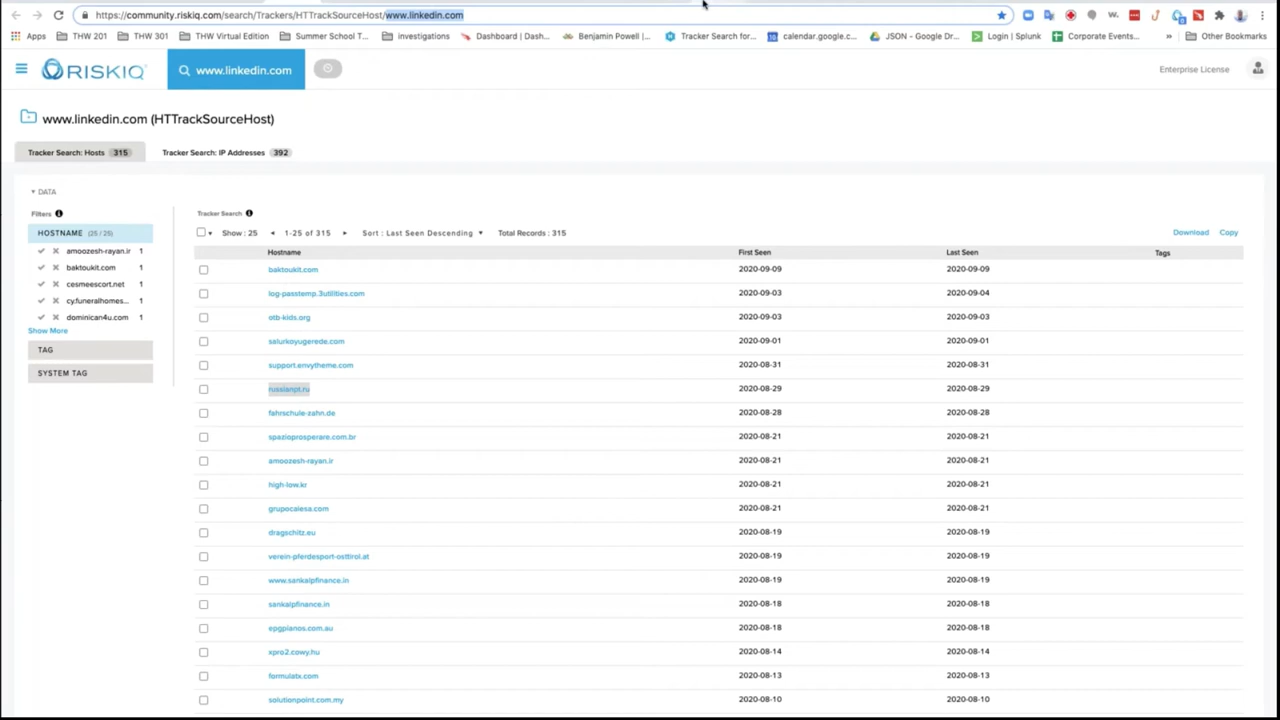 https://community.riskiq.com/search/Trackers/HTTrackSourceHost/www.linkedin.com
Apps THW 201 THW 301 THW Virtual Edition Summer School T... investigations Dashboard | Dash... Benjamin Powell |... Tracker Search for... calendar.google.c... JSON - Google Dr... Login | Splunk Corporate Events... » Other Bookmarks
RISKIQ www.linkedin.com Enterprise License
www.linkedin.com (HTTrackSourceHost)
Tracker Search: Hosts 315 Tracker Search: IP Addresses 392
DATA
Filters
HOSTNAME (25 / 25)
amoozesh-rayan.ir 1
baktoukit.com 1
cesmeescort.net 1
cy.funeralhomes... 1
dominican4u.com 1
Show More
TAG
SYSTEM TAG
Tracker Search
Show : 25 1-25 of 315 Sort : Last Seen Descending Total Records : 315 Download Copy
Hostname First Seen Last Seen Tags
baktoukit.com 2020-09-09 2020-09-09
log-passtemp.3utilities.com 2020-09-03 2020-09-04
otb-kids.org 2020-09-03 2020-09-03
salurkoyugerede.com 2020-09-01 2020-09-01
support.envytheme.com 2020-08-31 2020-08-31
russianpt.ru 2020-08-29 2020-08-29
fahrschule-zahn.de 2020-08-28 2020-08-28
spazioprosperare.com.br 2020-08-21 2020-08-21
amoozesh-rayan.ir 2020-08-21 2020-08-21
high-low.kr 2020-08-21 2020-08-21
grupocalesa.com 2020-08-21 2020-08-21
dragschitz.eu 2020-08-19 2020-08-19
verein-pferdesport-osttirol.at 2020-08-19 2020-08-19
www.sankalpfinance.in 2020-08-19 2020-08-19
sankalpfinance.in 2020-08-18 2020-08-18
epgpianos.com.au 2020-08-18 2020-08-18
xpro2.cowy.hu 2020-08-14 2020-08-14
formulatx.com 2020-08-13 2020-08-13
solutionpoint.com.my 2020-08-10 2020-08-10